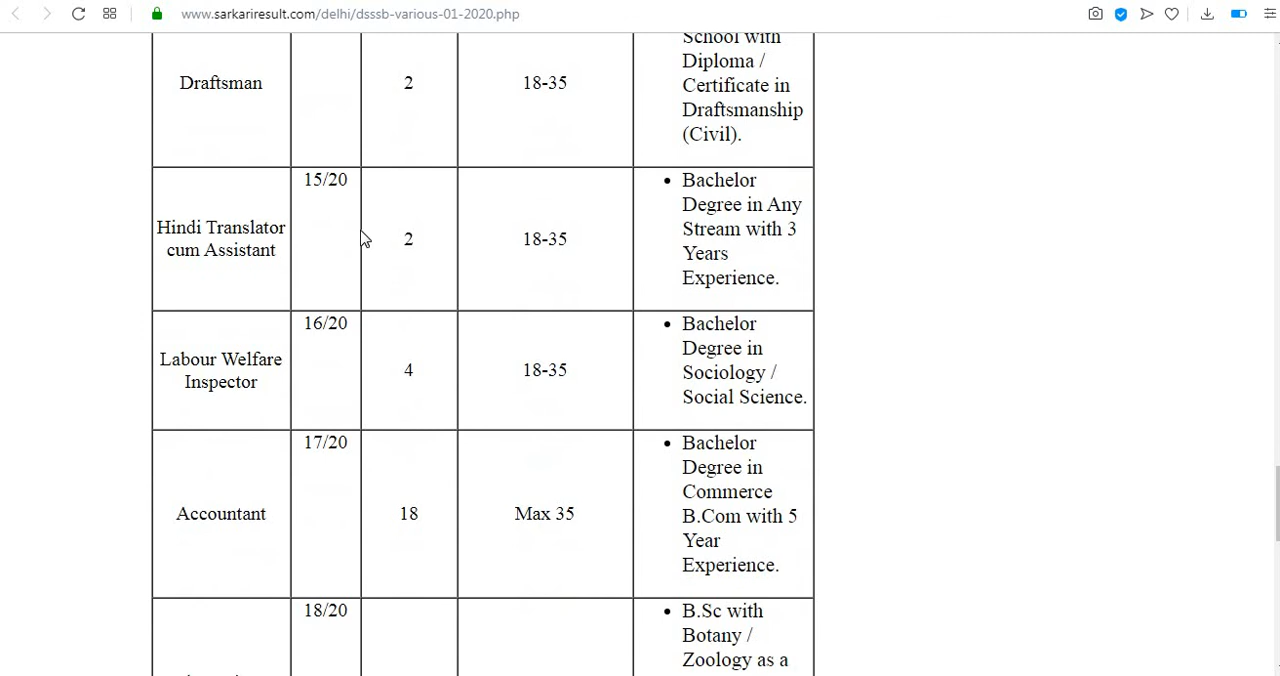 www.sarkariresult.com/delhi/dsssb-various-01-2020.php
School with
Diploma /
Certificate in
Draftsmanship
(Civil).
Draftsman
2
18-35
15/20
Hindi Translator
cum Assistant
2
18-35
• Bachelor
Degree in Any
Stream with 3
Years
Experience.
16/20
Labour Welfare
Inspector
4
18-35
• Bachelor
Degree in
Sociology /
Social Science.
17/20
Accountant
18
Max 35
• Bachelor
Degree in
Commerce
B.Com with 5
Year
Experience.
18/20
• B.Sc with
Botany /
Zoology as a